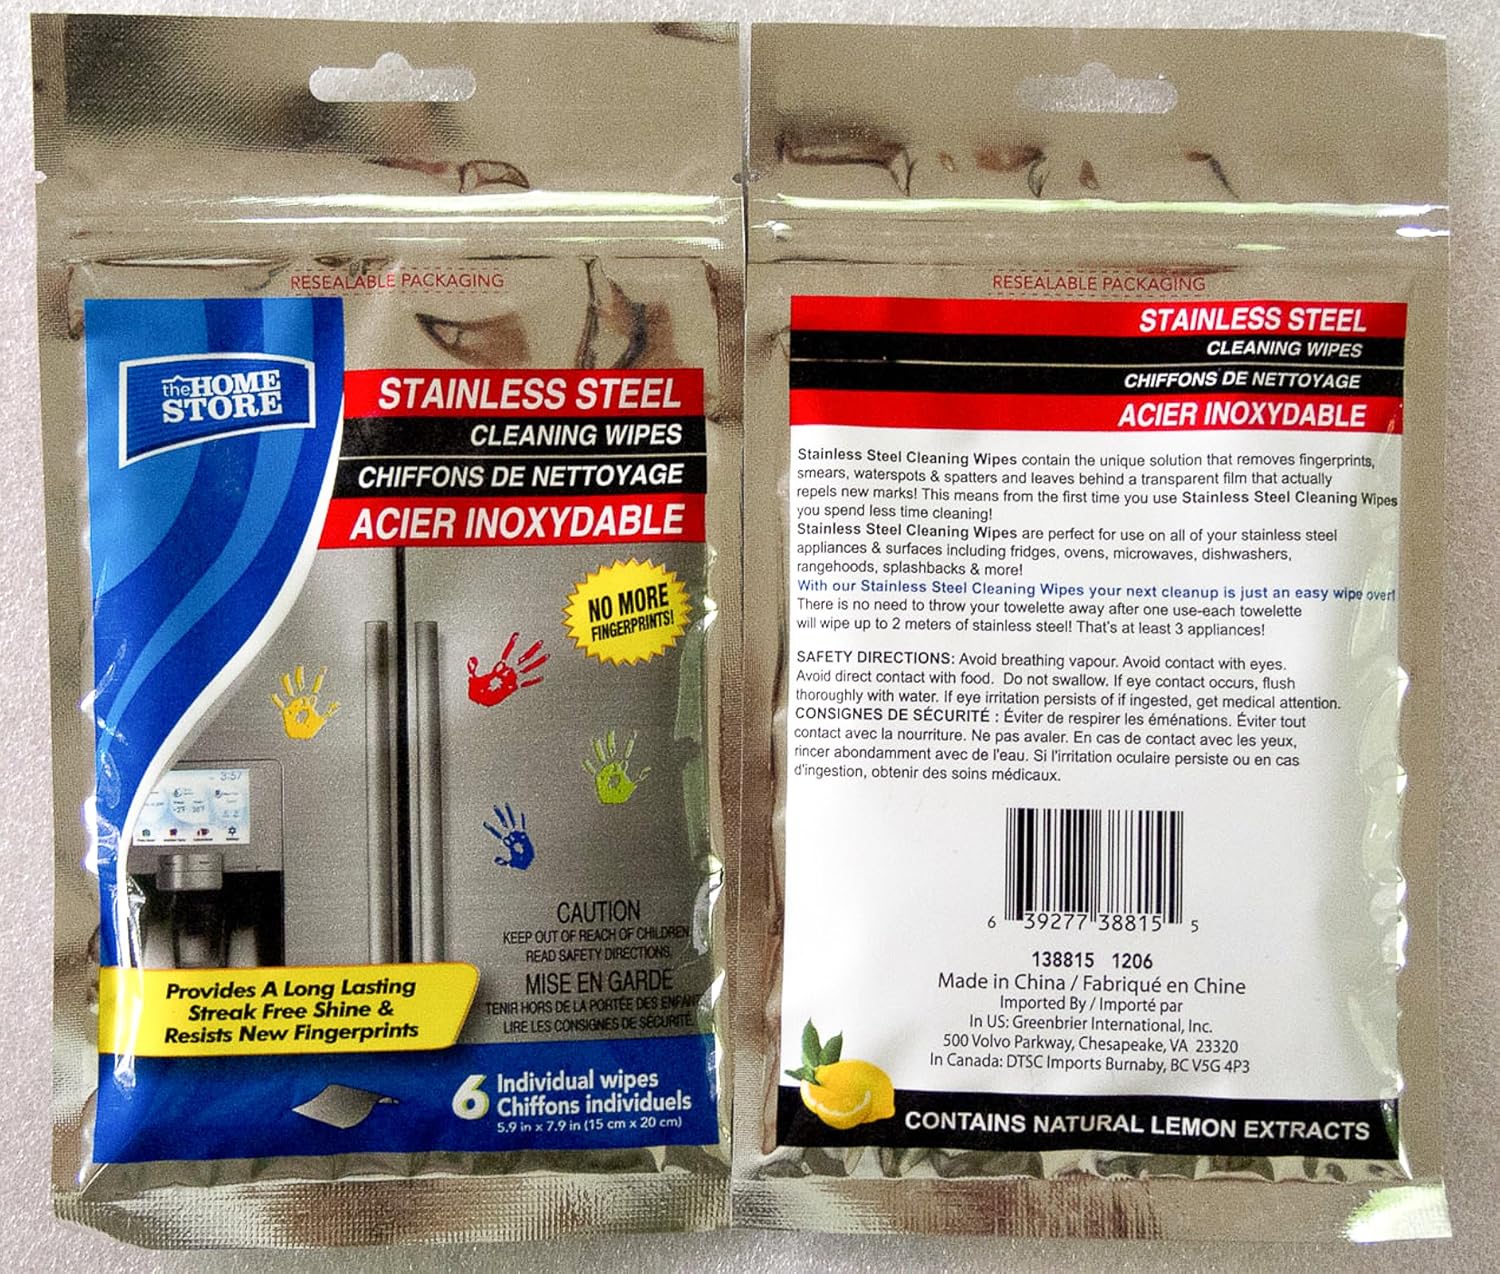 RESEALABLE PACKAGING
the HOME
STORE
STAINLESS STEEL
CLEANING WIPES
CHIFFONS DE NETTOYAGE
ACIER INOXYDABLE
NO MORE
FINGERPRINTS!
3:57
CAUTION
KEEP OUT OF REACH OF CHILDREN.
READ SAFETY DIRECTIONS.
MISE EN GARDE
TENIR HORS DE LA PORTÉE DES ENFANT
LIRE LES CONSIGNES DE SÉCURITÉ.
Provides A Long Lasting
Streak Free Shine &
Resists New Fingerprints
6 Individual wipes
Chiffons individuels
5.9 in x 7.9 in (15 cm x 20 cm)
RESEALABLE PACKAGING
STAINLESS STEEL
CLEANING WIPES
CHIFFONS DE NETTOYAGE
ACIER INOXYDABLE
Stainless Steel Cleaning Wipes contain the unique solution that removes fingerprints,
smears, waterspots & spatters and leaves behind a transparent film that actually
repels new marks! This means from the first time you use Stainless Steel Cleaning Wipes
you spend less time cleaning!
Stainless Steel Cleaning Wipes are perfect for use on all of your stainless steel
appliances & surfaces including fridges, ovens, microwaves, dishwashers,
rangehoods, splashbacks & more!
With our Stainless Steel Cleaning Wipes your next cleanup is just an easy wipe over!
There is no need to throw your towelette away after one use-each towelette
will wipe up to 2 meters of stainless steel! That's at least 3 appliances!
SAFETY DIRECTIONS: Avoid breathing vapour. Avoid contact with eyes.
Avoid direct contact with food. Do not swallow. If eye contact occurs, flush
thoroughly with water. If eye irritation persists of if ingested, get medical attention.
CONSIGNES DE SÉCURITÉ : Éviter de respirer les éménations. Éviter tout
contact avec la nourriture. Ne pas avaler. En cas de contact avec les yeux,
rincer abondamment avec de l'eau. Si l'irritation oculaire persiste ou en cas
d'ingestion, obtenir des soins médicaux.
6 39277 38815 5
138815 1206
Made in China / Fabriqué en Chine
Imported By / Importé par
In US: Greenbrier International, Inc.
500 Volvo Parkway, Chesapeake, VA 23320
In Canada: DTSC Imports Burnaby, BC V5G 4P3
CONTAINS NATURAL LEMON EXTRACTS